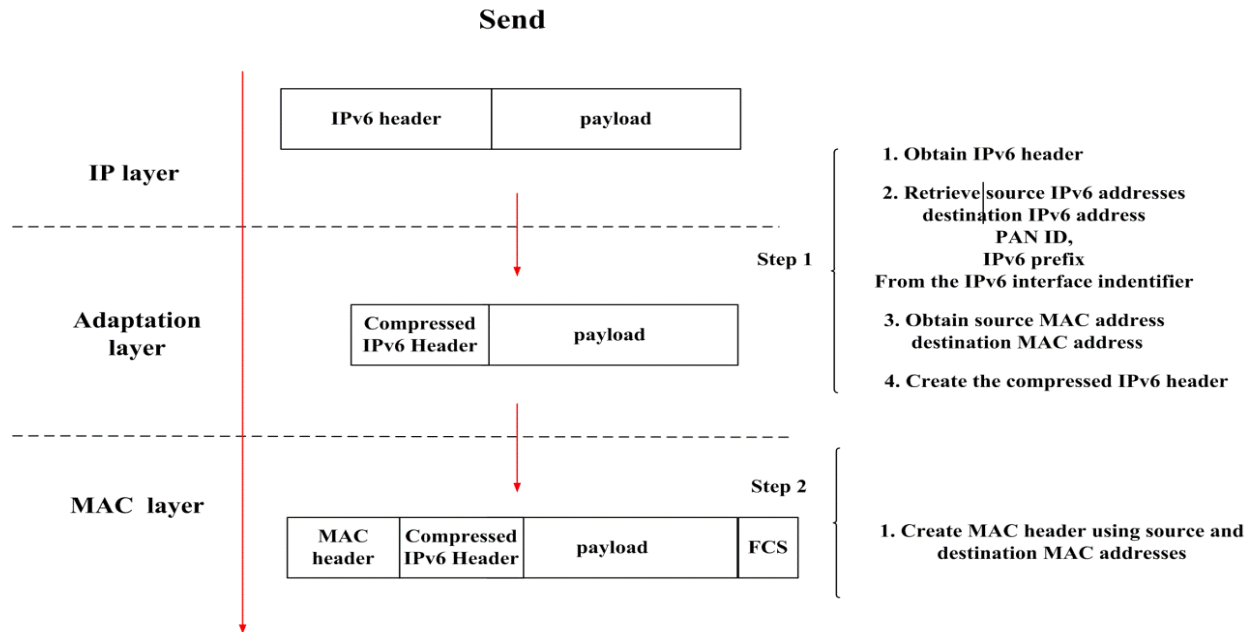 Send
IPv6 header
payload
IP layer
1. Obtain IPv6 header
2. Retrieve source IPv6 addresses
destination IPv6 address
PAN ID,
IPv6 prefix
From the IPv6 interface indentifier
Step 1
3. Obtain source MAC address
destination MAC address
4. Create the compressed IPv6 header
Adaptation
layer
Compressed
IPv6 Header
payload
MAC layer
Step 2
1. Create MAC header using source and
destination MAC addresses
MAC
header
Compressed
IPv6 Header
payload
FCS